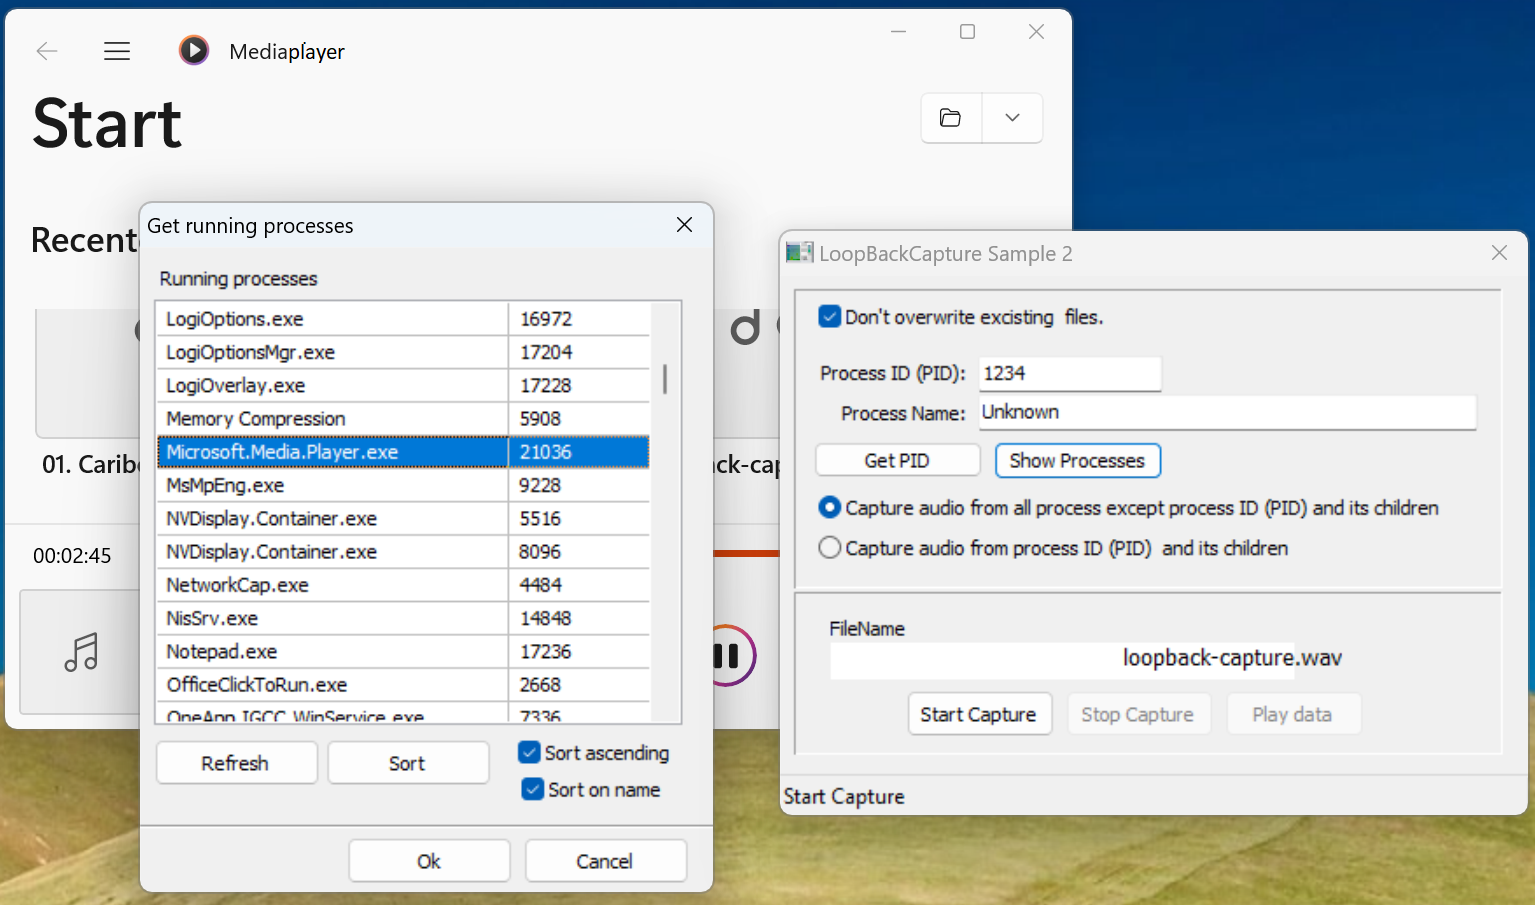 Mediaplayer
Start
Recent
01. Caribo
ck-cap
00:02:45
Get running processes
Running processes
LogiOptions.exe 16972
LogiOptionsMgr.exe 17204
LogiOverlay.exe 17228
Memory Compression 5908
Microsoft.Media.Player.exe 21036
MsMpEng.exe 9228
NVDisplay.Container.exe 5516
NVDisplay.Container.exe 8096
NetworkCap.exe 4484
NisSrv.exe 14848
Notepad.exe 17236
OfficeClickToRun.exe 2668
OneApp.IGCC.WinService.exe 7336
Refresh
Sort
Sort ascending
Sort on name
Ok
Cancel
LoopBackCapture Sample 2
Don't overwrite excisting files.
Process ID (PID): 1234
Process Name: Unknown
Get PID
Show Processes
Capture audio from all process except process ID (PID) and its children
Capture audio from process ID (PID) and its children
FileName
loopback-capture.wav
Start Capture
Stop Capture
Play data
Start Capture